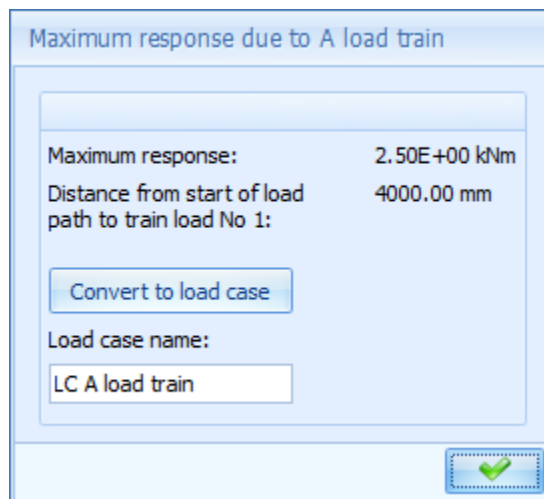 Maximum response due to A load train
Maximum response: 2.50E+00 kNm
Distance from start of load 4000.00 mm
path to train load No 1:
Convert to load case
Load case name:
LC A load train